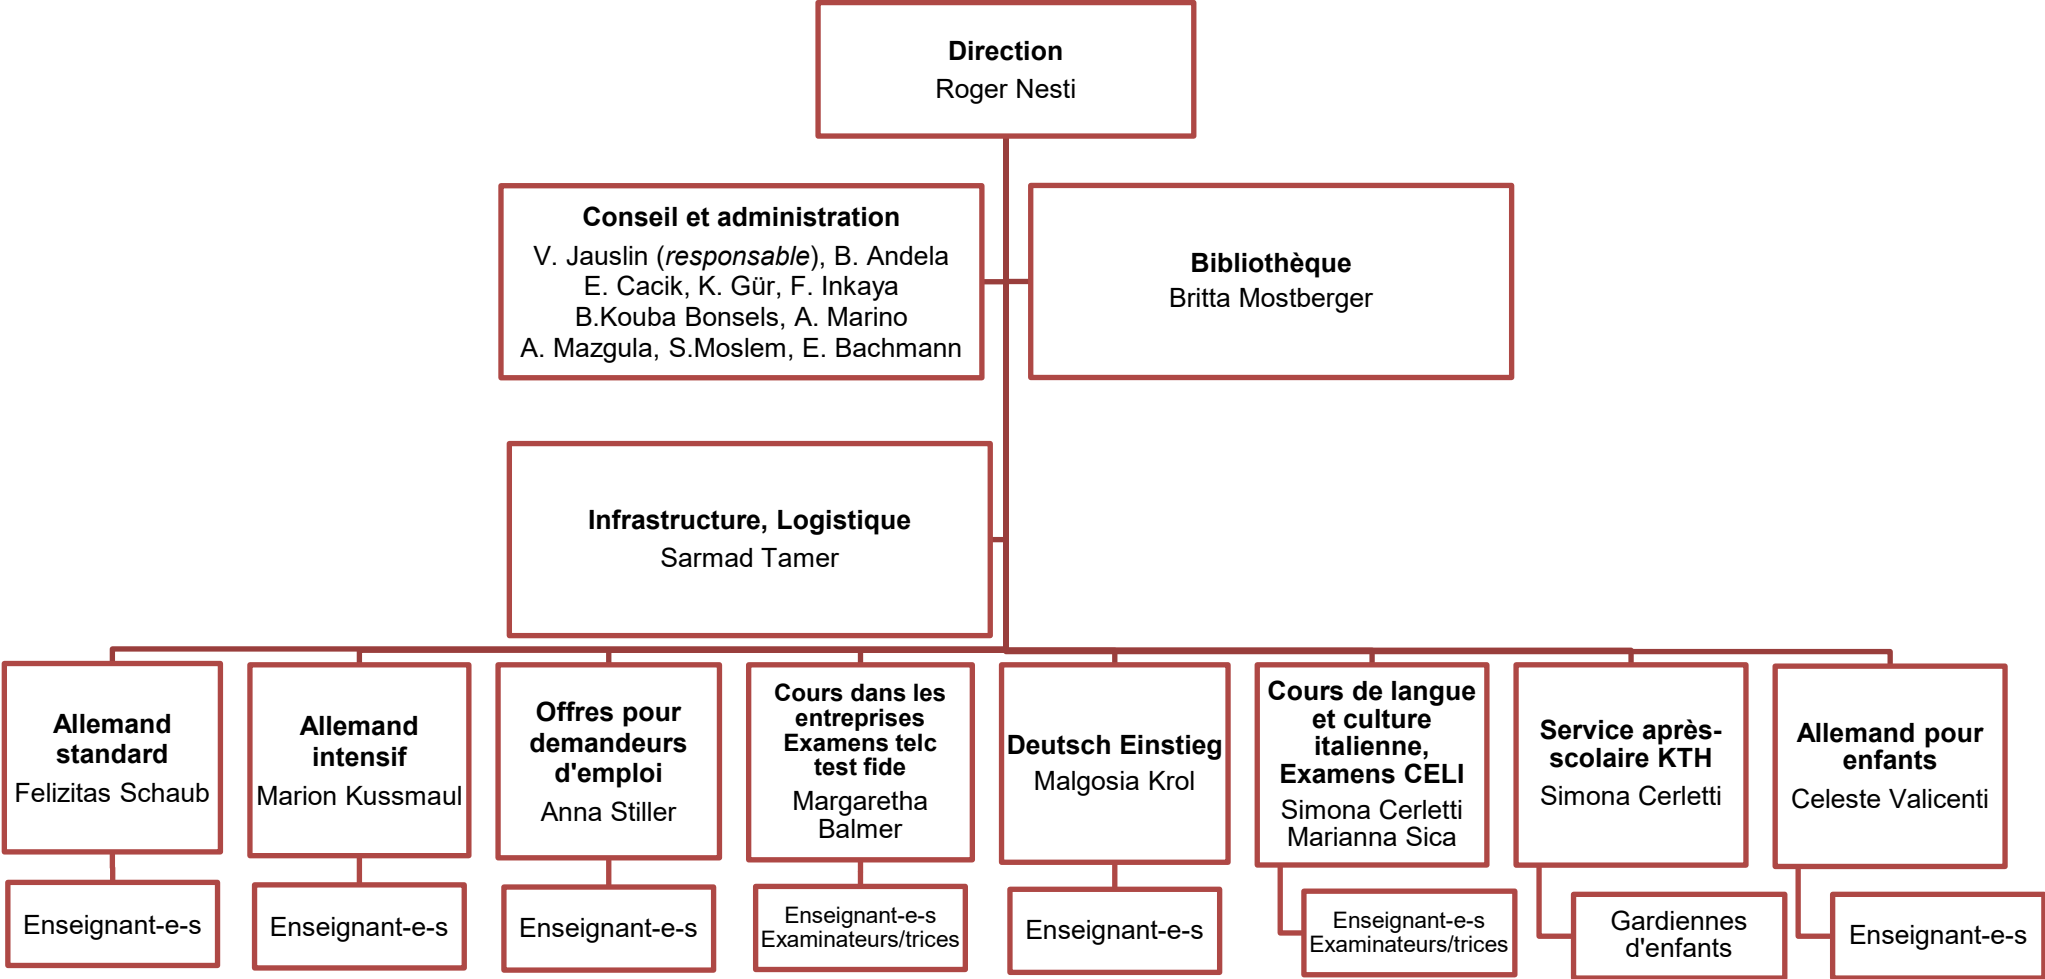 Direction
Roger Nesti
Conseil et administration
V. Jauslin (responsable), B. Andela
E. Cacik, K. Gür, F. Inkaya
B.Kouba Bonsels, A. Marino
A. Mazgula, S.Moslem, E. Bachmann
Bibliothèque
Britta Mostberger
Infrastructure, Logistique
Sarmad Tamer
Allemand
standard
Felizitas Schaub
Allemand
intensif
Marion Kussmaul
Offres pour
demandeurs
d'emploi
Anna Stiller
Cours dans les
entreprises
Examens telc
test fide
Margaretha
Balmer
Deutsch Einstieg
Malgosia Krol
Cours de langue
et culture
italienne,
Examens CELI
Simona Cerletti
Marianna Sica
Service après-
scolaire KTH
Simona Cerletti
Allemand pour
enfants
Celeste Valicenti
Enseignant-e-s
Enseignant-e-s
Enseignant-e-s
Enseignant-e-s
Examinateurs/trices
Enseignant-e-s
Enseignant-e-s
Examinateurs/trices
Gardiennes
d'enfants
Enseignant-e-s